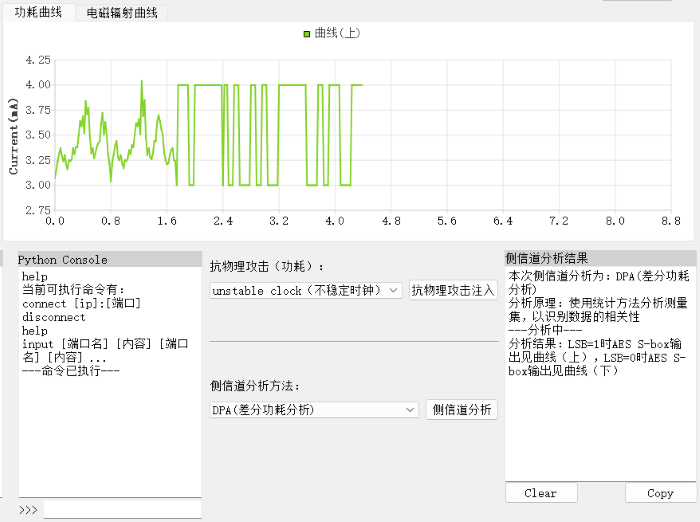 功耗曲线 电磁辐射曲线
曲线(上)
4.25
4.00
3.75
3.50
3.25
3.00
2.75
Current(mA)
0.0 0.8 1.6 2.4 3.2 4.0 4.8 5.6 6.4 7.2 8.0 8.8
Python Console
help
当前可执行命令有:
connect [ip]:[端口]
disconnect
help
input [端口名] [内容] [端口
名] [内容] ...
---命令已执行---
>>>
抗物理攻击（功耗）:
unstable clock（不稳定时钟） 抗物理攻击注入
侧信道分析方法:
DPA(差分功耗分析) 侧信道分析
侧信道分析结果
本次侧信道分析为: DPA(差分功耗
分析)
分析原理: 使用统计方法分析测量
集，以识别数据的相关性
---分析中---
分析结果: LSB=1时AES S-box输
出见曲线（上），LSB=0时AES S-
box输出见曲线（下）
Clear Copy